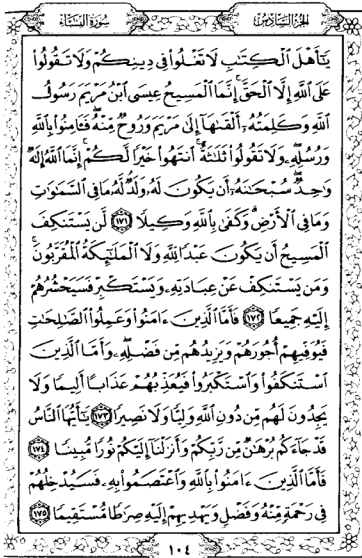 الجزء السادس سورة النساء
يَٰٓأَهْلَ ٱلْكِتَٰبِ لَا تَغْلُوا۟ فِى دِينِكُمْ وَلَا تَقُولُوا۟
عَلَى ٱللَّهِ إِلَّا ٱلْحَقَّ ۚ إِنَّمَا ٱلْمَسِيحُ عِيسَى ٱبْنُ مَرْيَمَ رَسُولُ
ٱللَّهِ وَكَلِمَتُهُۥٓ أَلْقَىٰهَآ إِلَىٰ مَرْيَمَ وَرُوحٌ مِّنْهُ ۖ فَـَٔامِنُوا۟ بِٱللَّهِ
وَرُسُلِهِۦ ۖ وَلَا تَقُولُوا۟ ثَلَٰثَةٌ ۚ ٱنتَهُوا۟ خَيْرًا لَّكُمْ ۚ إِنَّمَا ٱللَّهُ إِلَٰهٌ
وَٰحِدٌ ۖ سُبْحَٰنَهُۥٓ أَن يَكُونَ لَهُۥ وَلَدٌ ۘ لَّهُۥ مَا فِى ٱلسَّمَٰوَٰتِ
وَمَا فِى ٱلْأَرْضِ ۗ وَكَفَىٰ بِٱللَّهِ وَكِيلًا ١٧١ لَّن يَسْتَنكِفَ
ٱلْمَسِيحُ أَن يَكُونَ عَبْدًا لِّلَّهِ وَلَا ٱلْمَلَٰٓئِكَةُ ٱلْمُقَرَّبُونَ ۚ
وَمَن يَسْتَنكِفْ عَنْ عِبَادَتِهِۦ وَيَسْتَكْبِرْ فَسَيَحْشُرُهُمْ
إِلَيْهِ جَمِيعًا ١٧٢ فَأَمَّا ٱلَّذِينَ ءَامَنُوا۟ وَعَمِلُوا۟ ٱلصَّٰلِحَٰتِ
فَيُوَفِّيهِمْ أُجُورَهُمْ وَيَزِيدُهُم مِّن فَضْلِهِۦ ۖ وَأَمَّا ٱلَّذِينَ
ٱسْتَنكَفُوا۟ وَٱسْتَكْبَرُوا۟ فَيُعَذِّبُهُمْ عَذَابًا أَلِيمًا وَلَا
يَجِدُونَ لَهُم مِّن دُونِ ٱللَّهِ وَلِيًّا وَلَا نَصِيرًا ١٧٣ يَٰٓأَيُّهَا ٱلنَّاسُ
قَدْ جَآءَكُم بُرْهَٰنٌ مِّن رَّبِّكُمْ وَأَنزَلْنَآ إِلَيْكُمْ نُورًا مُّبِينًا ١٧٤
فَأَمَّا ٱلَّذِينَ ءَامَنُوا۟ بِٱللَّهِ وَٱعْتَصَمُوا۟ بِهِۦ فَسَيُدْخِلُهُمْ
فِى رَحْمَةٍ مِّنْهُ وَفَضْلٍ وَيَهْدِيهِمْ إِلَيْهِ صِرَٰطًا مُّسْتَقِيمًا ١٧٥
١٠٤